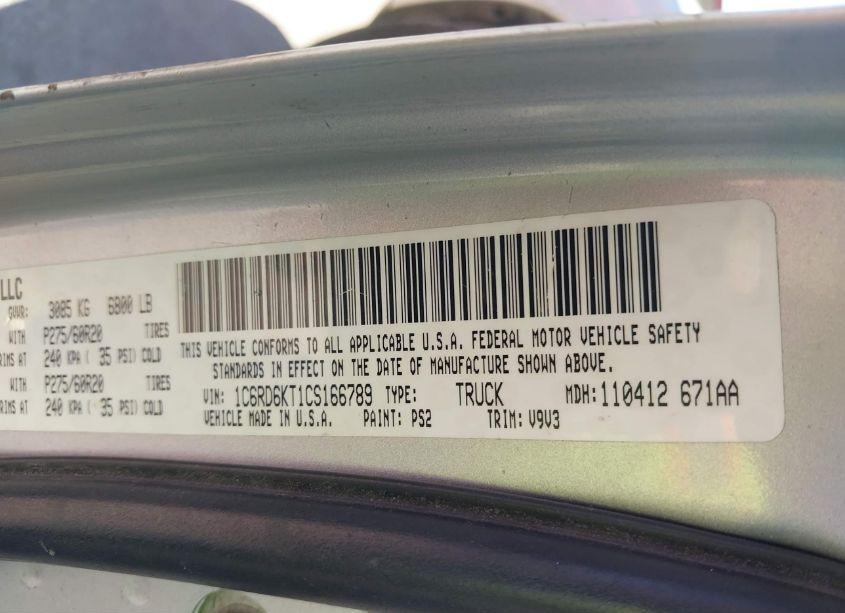 LLC
GVWR: 3085 KG 6800 LB
WITH P275/60R20 TIRES
RIMS AT 240 KPA ( 35 PSI) COLD
WITH P275/60R20 TIRES
RIMS AT 240 KPA ( 35 PSI) COLD
THIS VEHICLE CONFORMS TO ALL APPLICABLE U.S.A. FEDERAL MOTOR VEHICLE SAFETY
STANDARDS IN EFFECT ON THE DATE OF MANUFACTURE SHOWN ABOVE.
VIN: 1C6RD6KT1CS166789 TYPE: TRUCK MDH: 110412 671AA
VEHICLE MADE IN U.S.A. PAINT: PS2 TRIM: V9V3